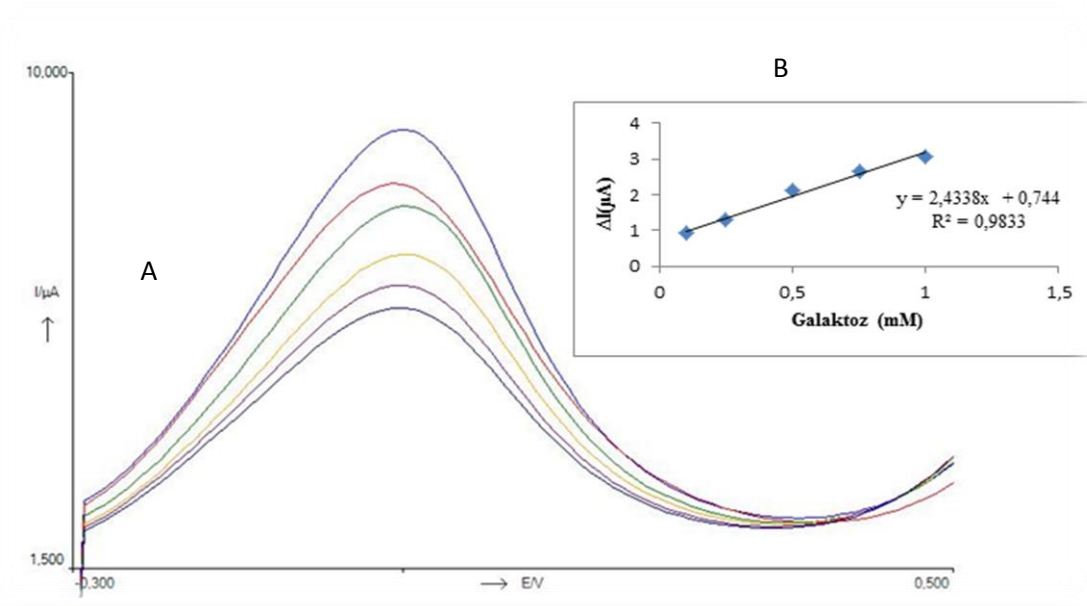 10,000
A
I/µA
↑
1.500
-0.300
→ E/V
0,500
B
4
3
2
1
0
ΔI(µA)
y = 2,4338x + 0,744
R² = 0,9833
0 0,5 1 1,5
Galaktoz (mM)